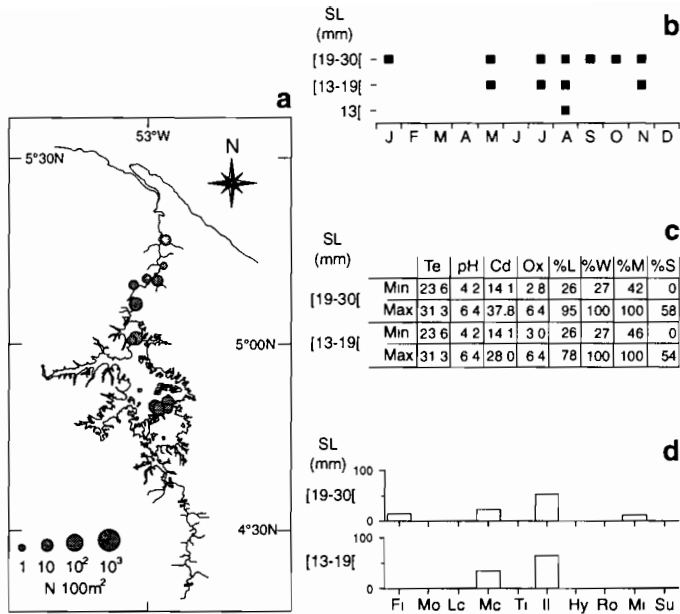 a
53°W
5°30N
N
5°00N
4°30N
1 10 10² 10³
N 100m²
b
SL
(mm)
[19-30[
[13-19[
13[
J F M A M J J A S O N D
c
SL
(mm)
Te pH Cd Ox %L %W %M %S
[19-30[
Min 23 6 4 2 14 1 2 8 26 27 42 0
Max 31 3 6 4 37.8 6 4 95 100 100 58
[13-19[
Min 23 6 4 2 14 1 3 0 26 27 46 0
Max 31 3 6 4 28 0 6 4 78 100 100 54
d
SL
(mm)
100
[19-30[
0
100
[13-19[
0
Fi Mo Lc Mc Ti Il Hy Ro Mi Su